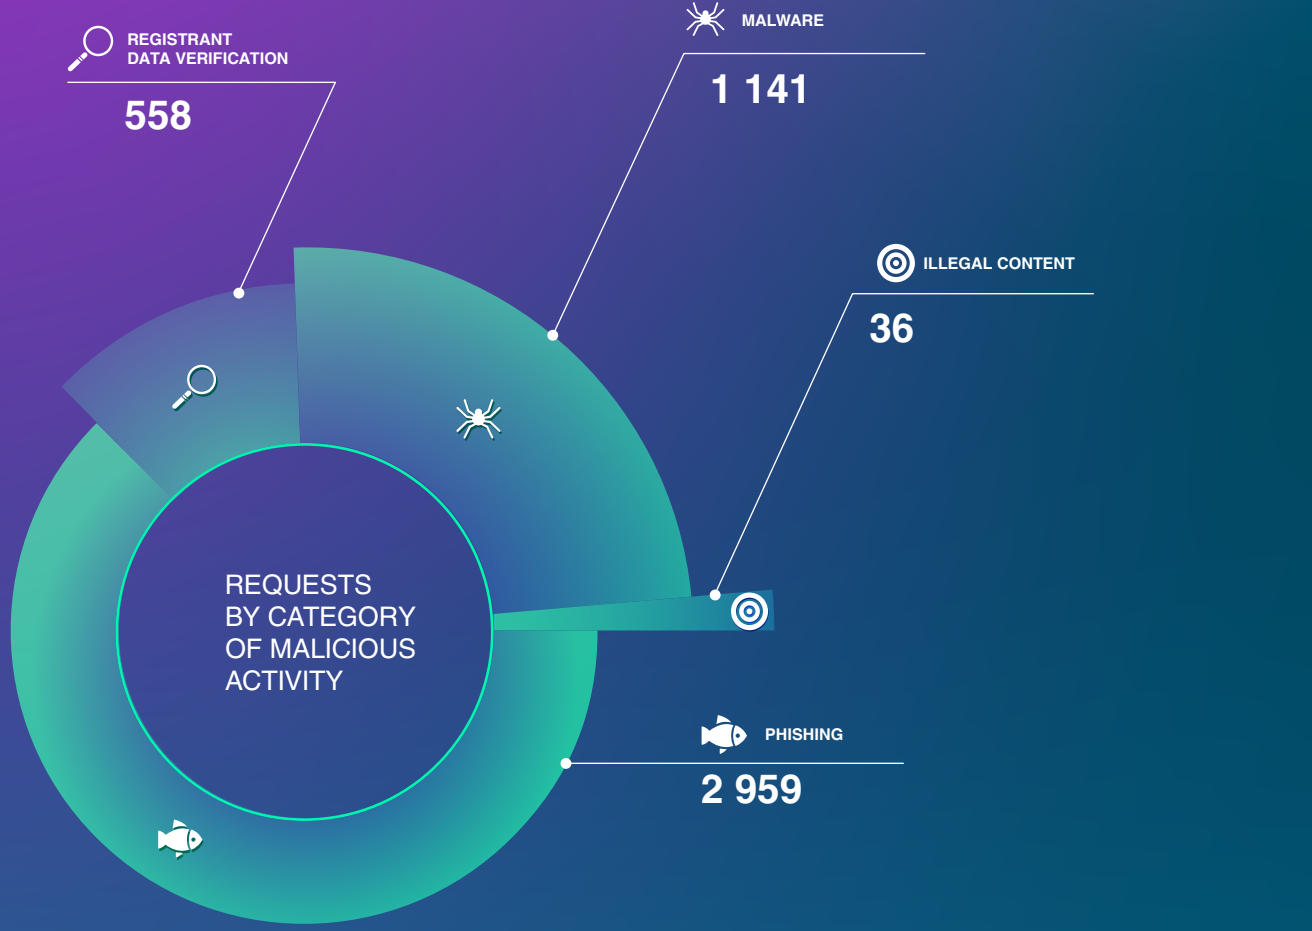 REGISTRANT
DATA VERIFICATION
558
MALWARE
1 141
ILLEGAL CONTENT
36
REQUESTS
BY CATEGORY
OF MALICIOUS
ACTIVITY
PHISHING
2 959